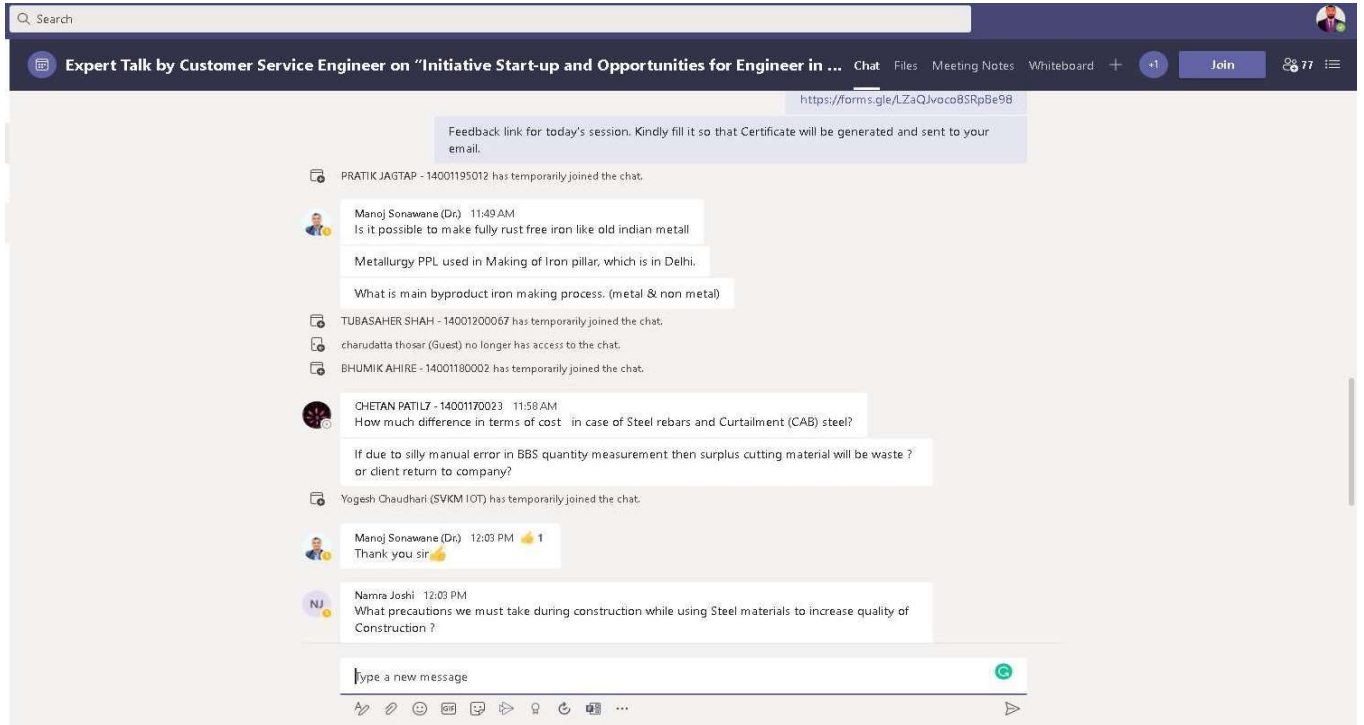 Search
Expert Talk by Customer Service Engineer on “Initiative Start-up and Opportunities for Engineer in ... Chat Files Meeting Notes Whiteboard + +1 Join 77
https://forms.gle/LZaQJvoco8SRpBe98
Feedback link for today's session. Kindly fill it so that Certificate will be generated and sent to your
email.
PRATIK JAGTAP - 14001195012 has temporarily joined the chat.
Manoj Sonawane (Dr.) 11:49 AM
Is it possible to make fully rust free iron like old indian metall
Metallurgy PPL used in Making of Iron pillar, which is in Delhi.
What is main byproduct iron making process. (metal & non metal)
TUBASAHER SHAH - 14001200067 has temporarily joined the chat.
charudatta thosar (Guest) no longer has access to the chat.
BHUMIK AHIRE - 14001180002 has temporarily joined the chat.
CHETAN PATIL7 - 14001170023 11:58 AM
How much difference in terms of cost in case of Steel rebars and Curtailment (CAB) steel?
If due to silly manual error in BBS quantity measurement then surplus cutting material will be waste ?
or client return to company?
Yogesh Chaudhari (SVKM IOT) has temporarily joined the chat.
Manoj Sonawane (Dr.) 12:03 PM 👍 1
Thank you sir👍
NJ
Namra Joshi 12:03 PM
What precautions we must take during construction while using Steel materials to increase quality of
Construction ?
Type a new message
GIF